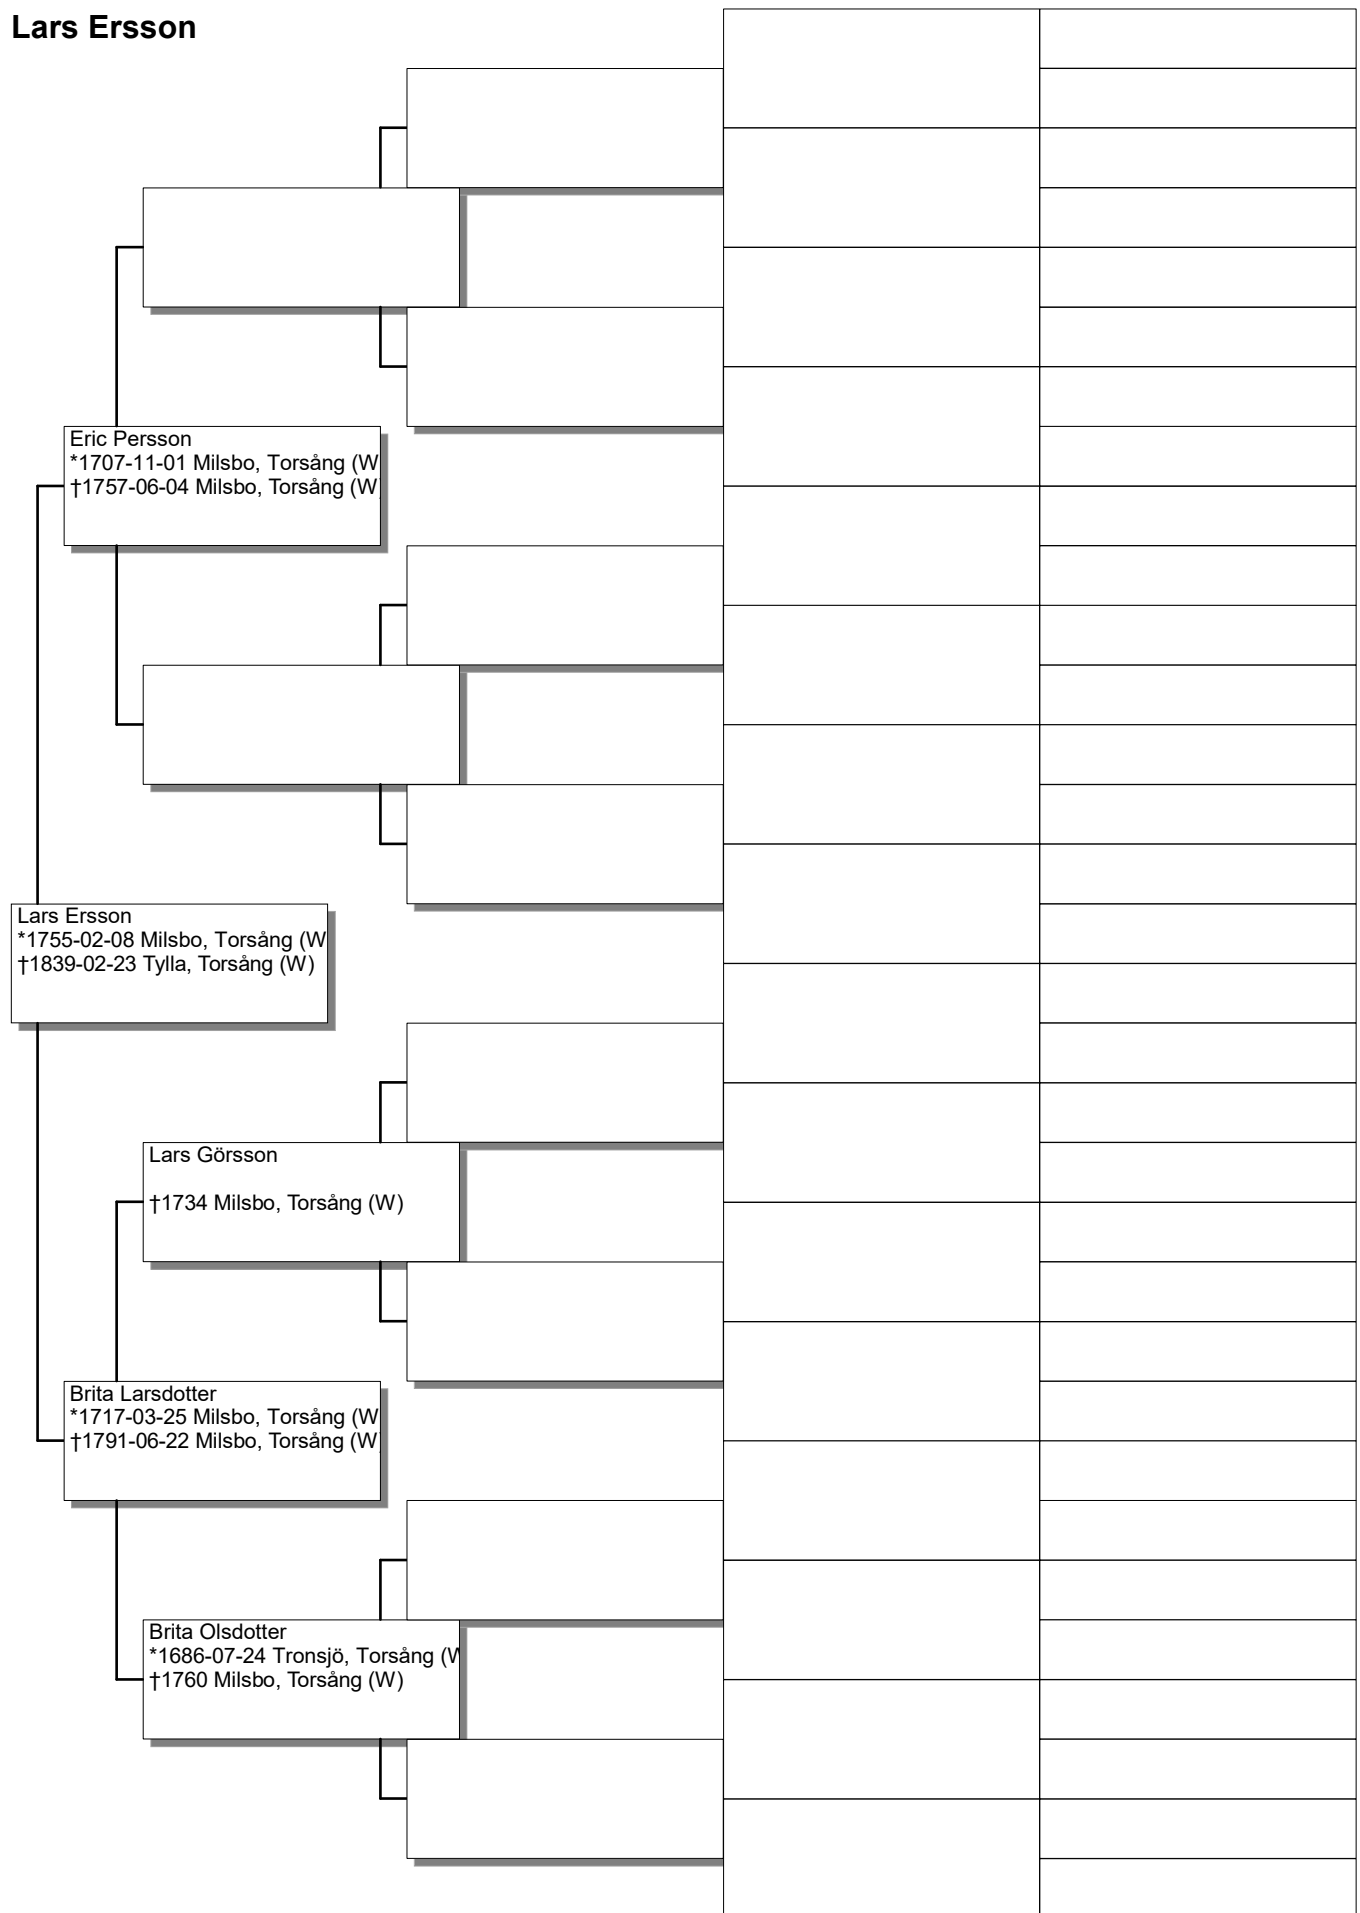 Lars Ersson
Eric Persson
*1707-11-01 Milsbo, Torsång (W
†1757-06-04 Milsbo, Torsång (W
Lars Ersson
*1755-02-08 Milsbo, Torsång (W
†1839-02-23 Tylla, Torsång (W)
Lars Görsson
†1734 Milsbo, Torsång (W)
Brita Larsdotter
*1717-03-25 Milsbo, Torsång (W
†1791-06-22 Milsbo, Torsång (W
Brita Olsdotter
*1686-07-24 Tronsjö, Torsång (W
†1760 Milsbo, Torsång (W)